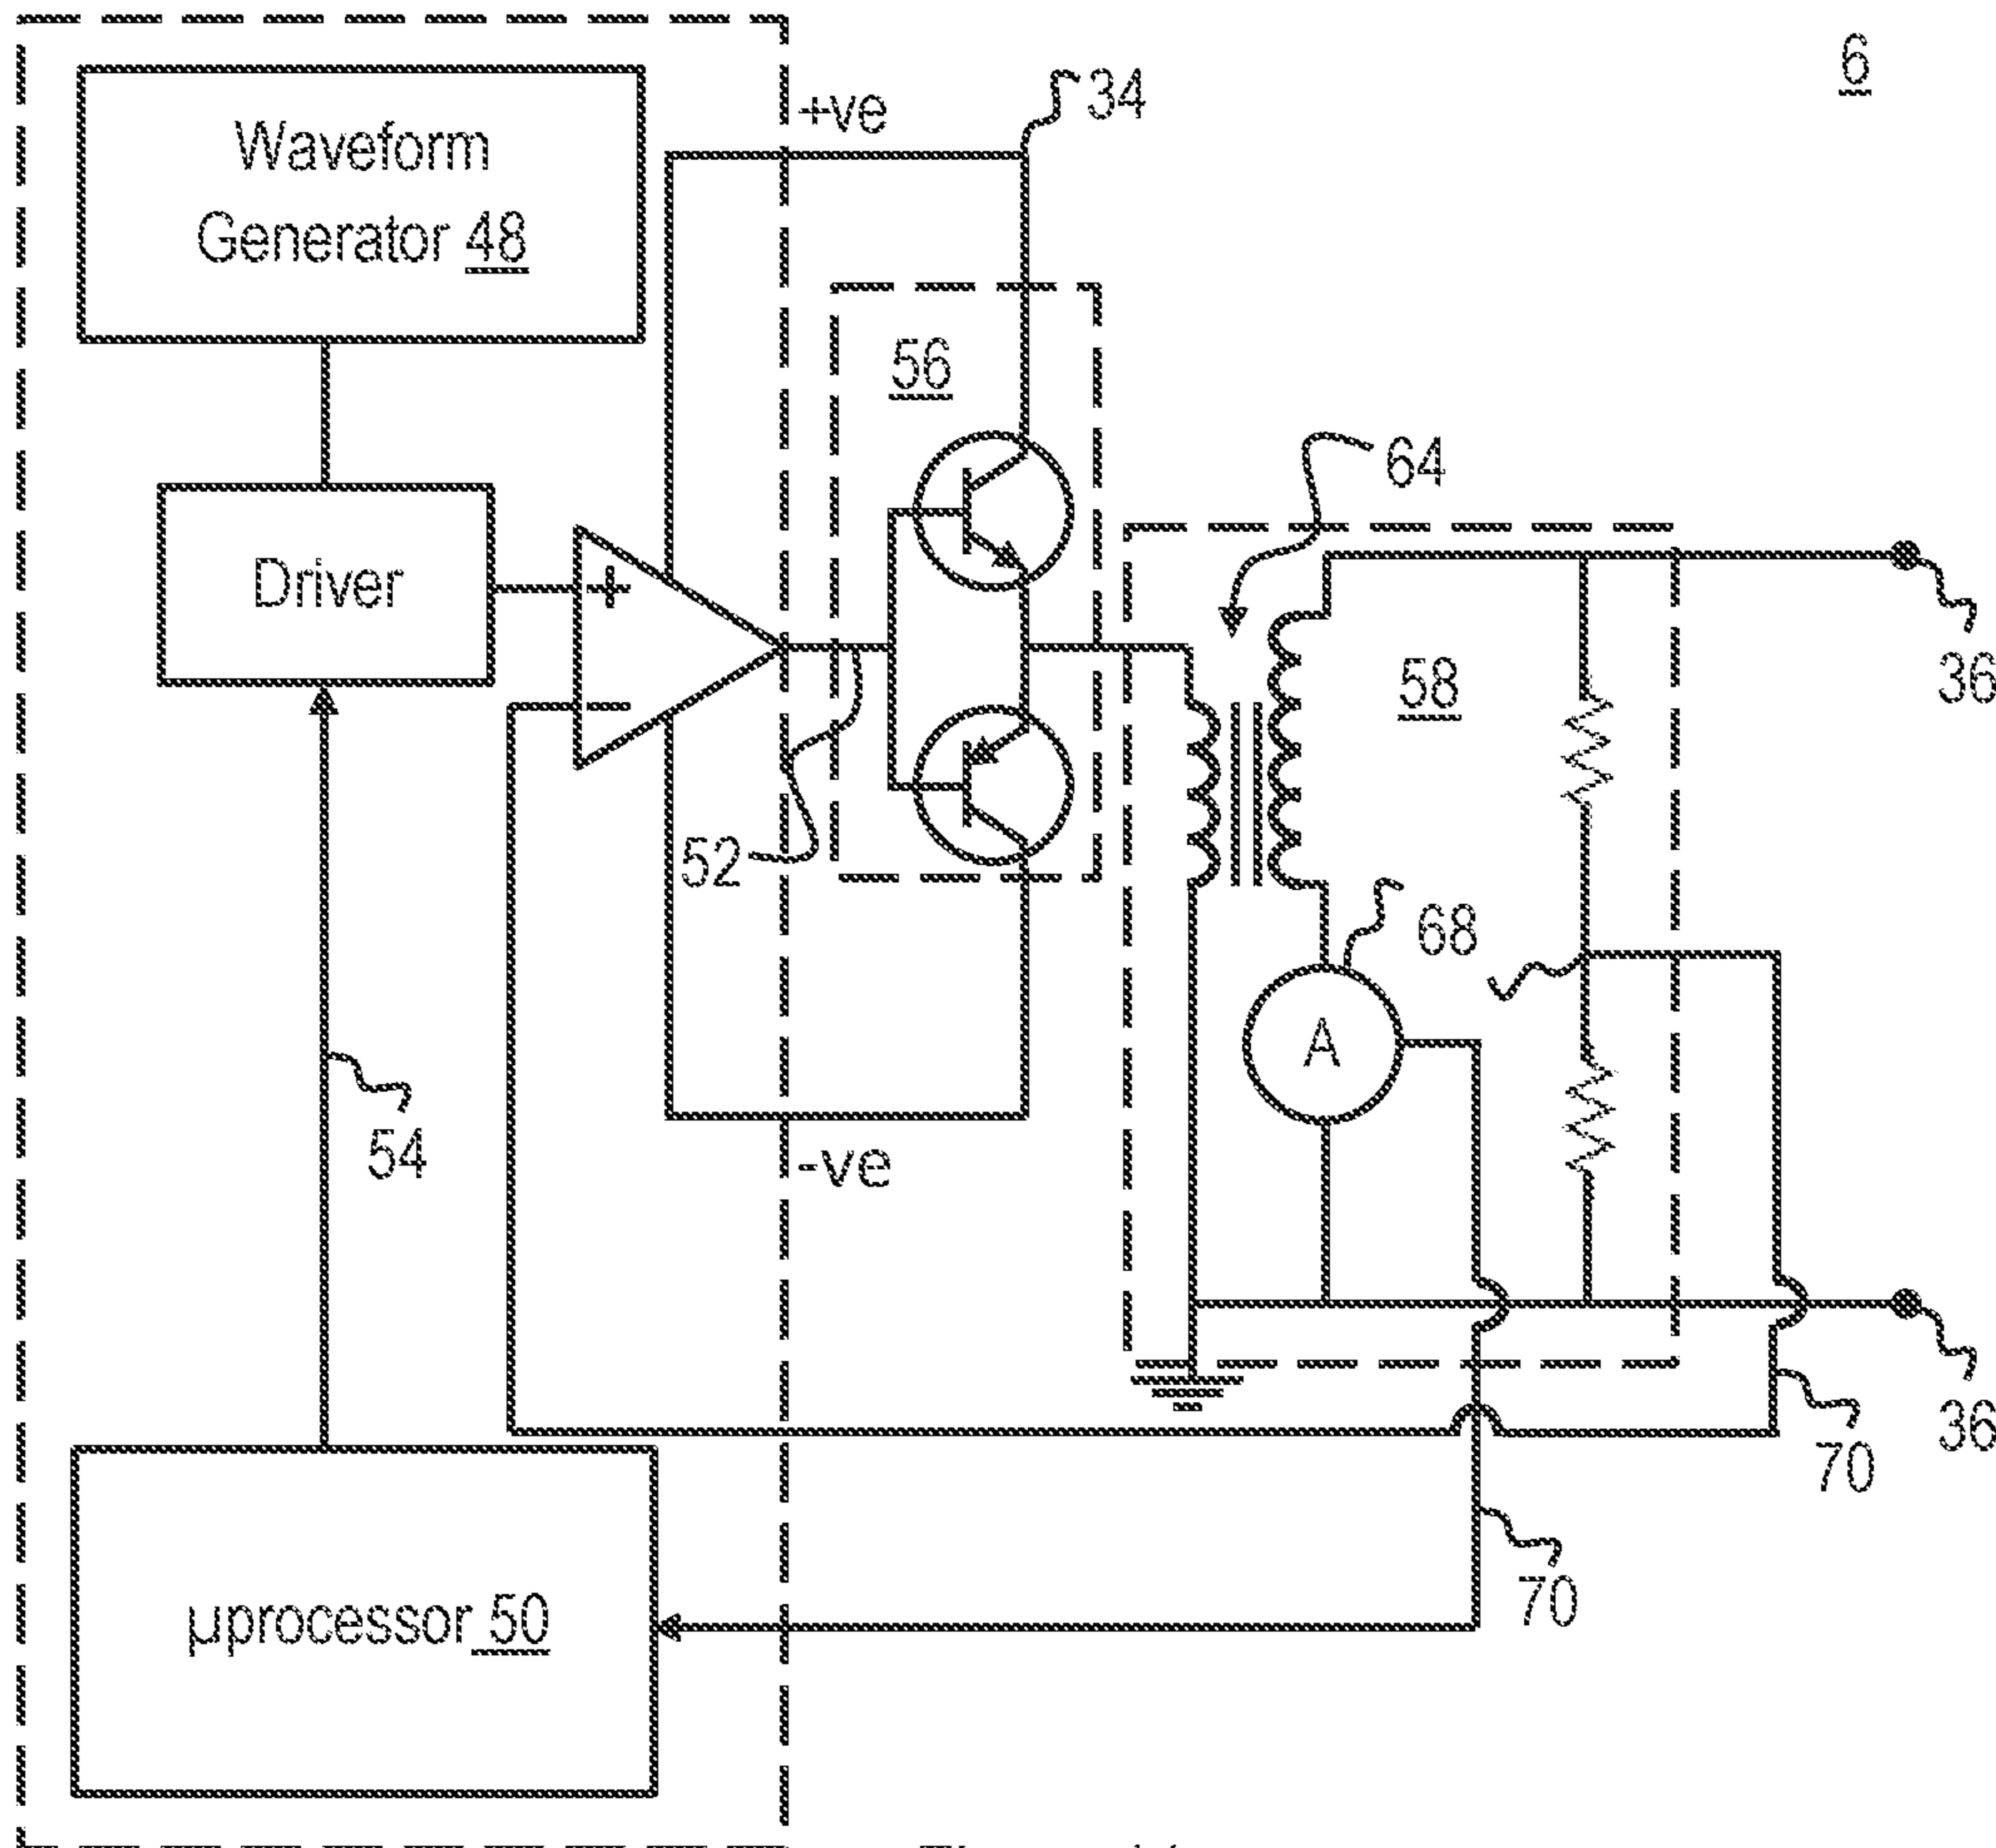 6
Waveform
Generator 48
+ve
34
56
64
Driver
+
−
58
36
52
68
A
54
-ve
36
70
70
µprocessor 50